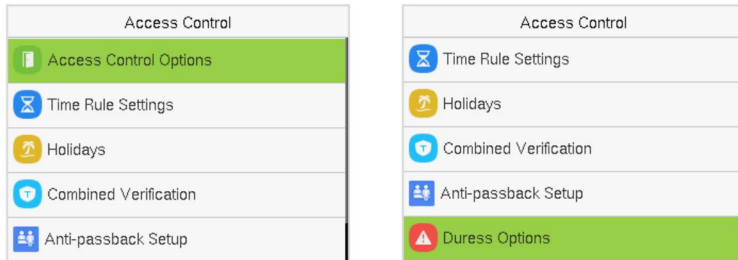 Access Control
Access Control Options
Time Rule Settings
Holidays
Combined Verification
Anti-passback Setup
Access Control
Time Rule Settings
Holidays
Combined Verification
Anti-passback Setup
Duress Options